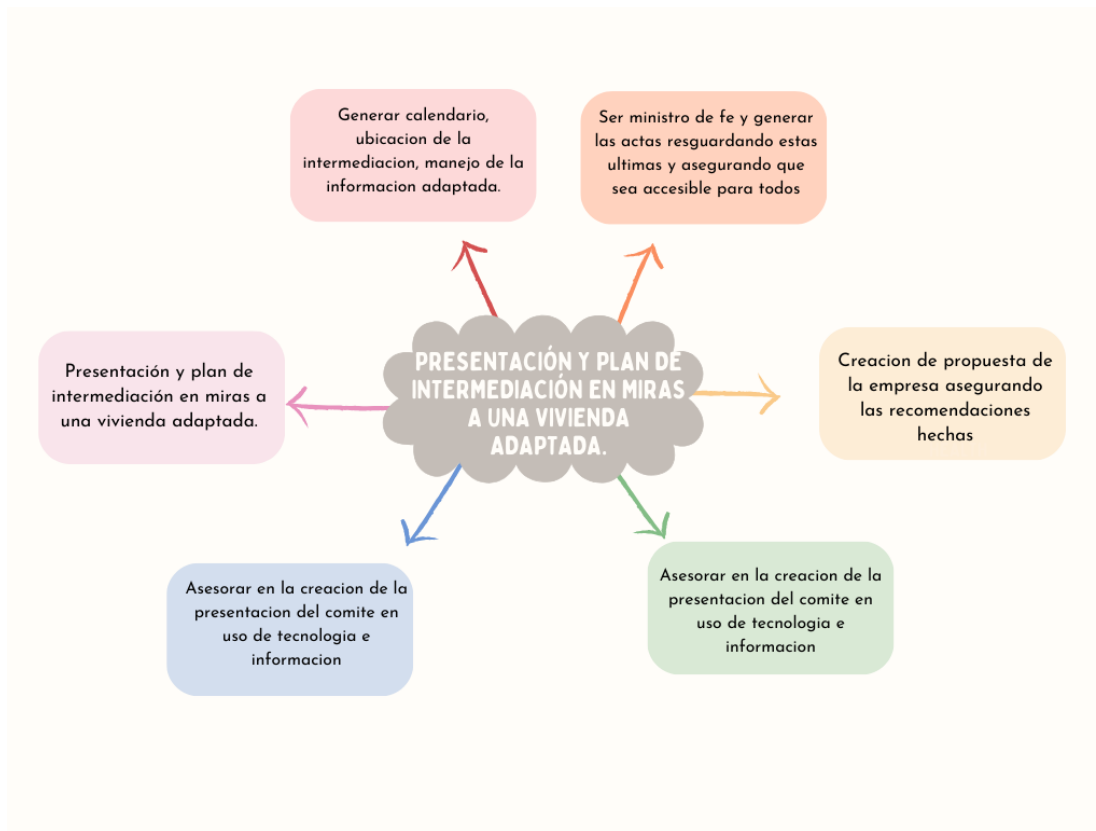 Generar calendario,
ubicacion de la
intermediacion, manejo de la
informacion adaptada.
Ser ministro de fe y generar
las actas resguardando estas
ultimas y asegurando que
sea accesible para todos
Presentación y plan de
intermediación en miras a
una vivienda adaptada.
PRESENTACIÓN Y PLAN DE
INTERMEDIACIÓN EN MIRAS
A UNA VIVIENDA
ADAPTADA.
Creacion de propuesta de
la empresa asegurando
las recomendaciones
hechas
Asesorar en la creacion de la
presentacion del comite en
uso de tecnologia e
informacion
Asesorar en la creacion de la
presentacion del comite en
uso de tecnologia e
informacion